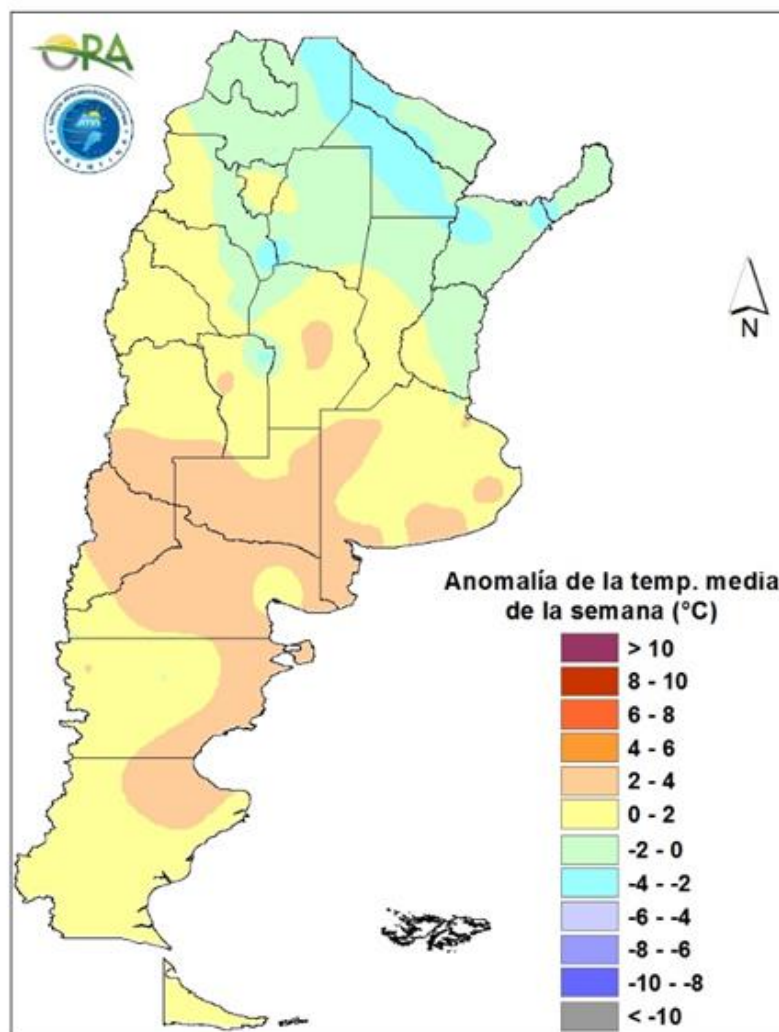 ORA
ARGENTINA
N
Anomalía de la temp. media
de la semana (°C)
> 10
8 - 10
6 - 8
4 - 6
2 - 4
0 - 2
-2 - 0
-4 - -2
-6 - -4
-8 - -6
-10 - -8
< -10